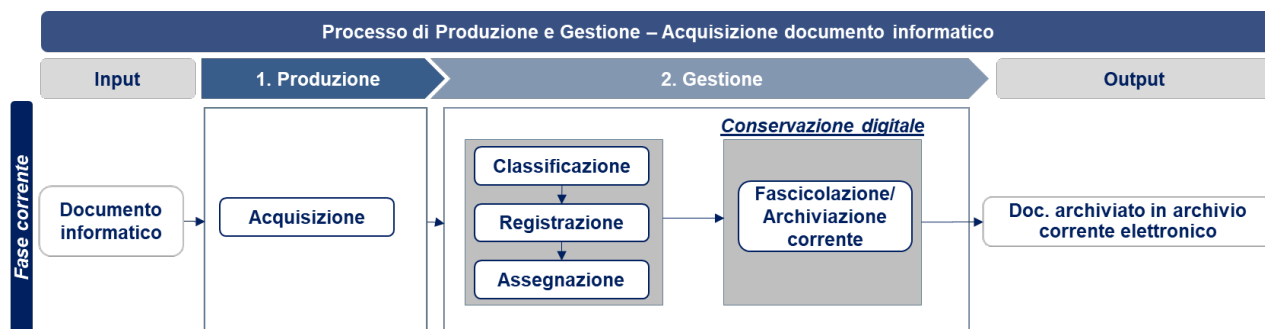 Processo di Produzione e Gestione – Acquisizione documento informatico
Input
1. Produzione
2. Gestione
Output
Fase corrente
Documento
informatico
Acquisizione
Classificazione
Registrazione
Assegnazione
Conservazione digitale
Fascicolazione/
Archiviazione
corrente
Doc. archiviato in archivio
corrente elettronico